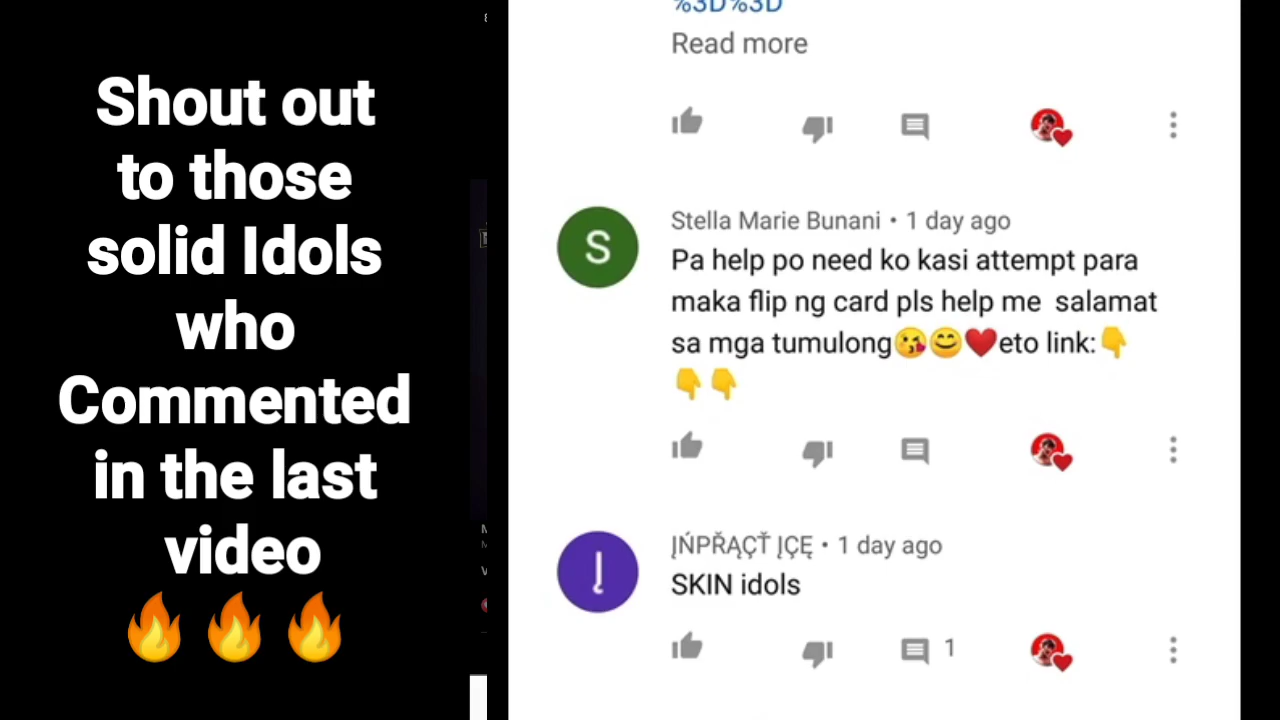 Shout out
to those
solid Idols
who
Commented
in the last
video
🔥🔥🔥
%3D%3D
Read more
S
Stella Marie Bunani • 1 day ago
Pa help po need ko kasi attempt para
maka flip ng card pls help me salamat
sa mga tumulong😘😊❤️eto link:👇
👇👇
Į
ĮŃPŘĄÇŤ ĮÇĘ • 1 day ago
SKIN idols
1